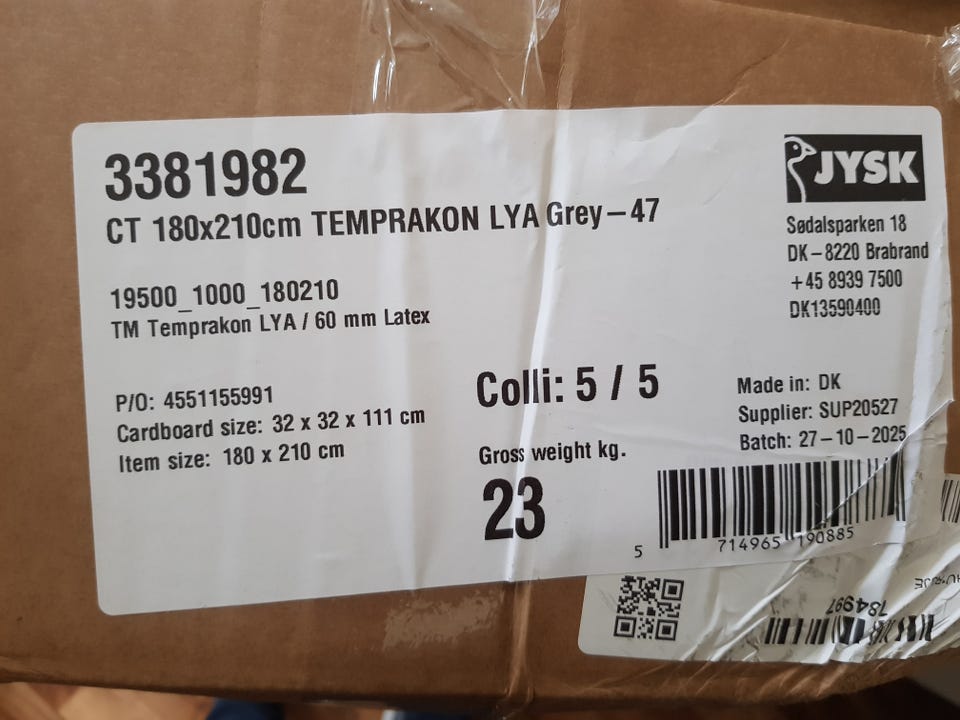 3381982
CT 180x210cm TEMPRAKON LYA Grey-47
19500_1000_180210
TM Temprakon LYA / 60 mm Latex
P/O: 4551155991
Cardboard size: 32 x 32 x 111 cm
Item size: 180 x 210 cm
Colli: 5 / 5
Gross weight kg.
23
JYSK
Sødalsparken 18
DK-8220 Brabrand
+45 8939 7500
DK13590400
Made in: DK
Supplier: SUP20527
Batch: 27-10-2025
5 714965 190885
784997